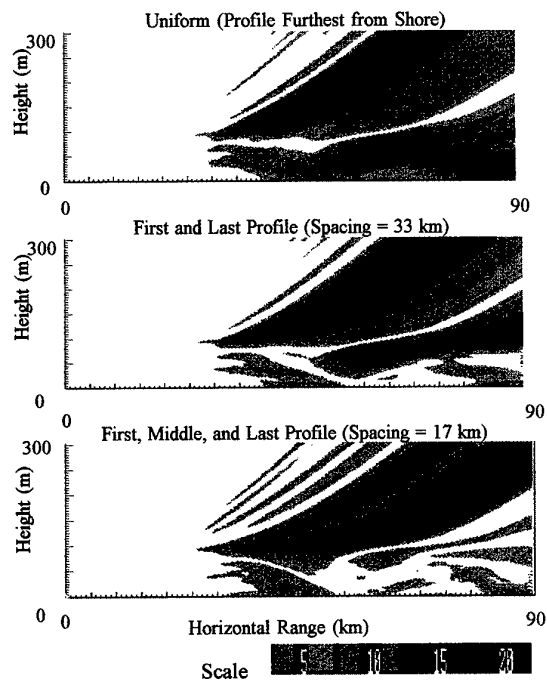 Uniform (Profile Furthest from Shore)
300
Height (m)
0
0
90
First and Last Profile (Spacing = 33 km)
300
Height (m)
0
0
90
First, Middle, and Last Profile (Spacing = 17 km)
300
Height (m)
0
0
90
Horizontal Range (km)
Scale
5
10
15
20